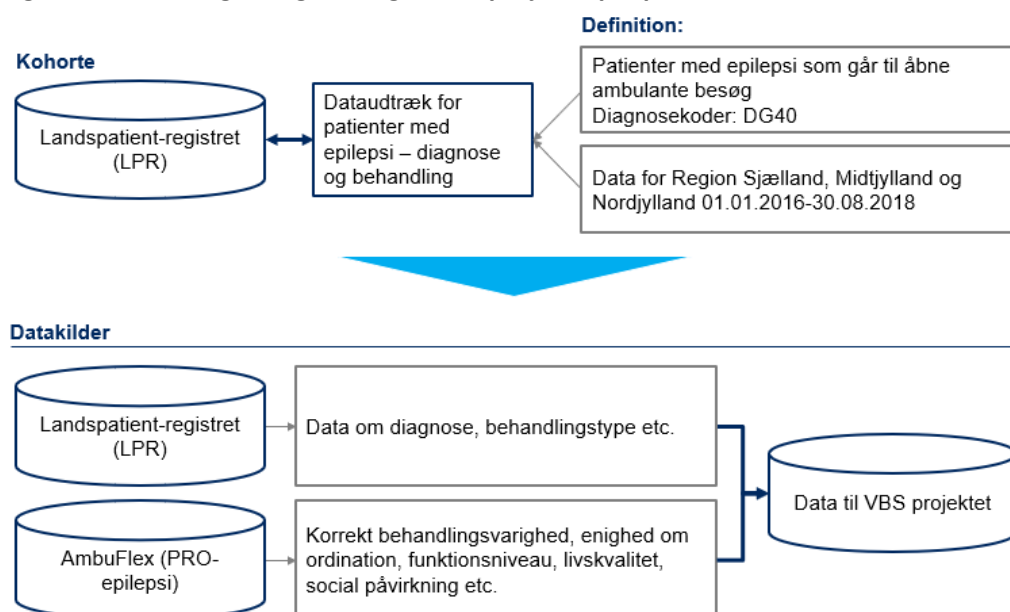 Definition:
Kohorte
Landspatient-registret
(LPR)
Dataudtræk for
patienter med
epilepsi – diagnose
og behandling
Patienter med epilepsi som går til åbne
ambulante besøg
Diagnosekoder: DG40
Data for Region Sjælland, Midtjylland og
Nordjylland 01.01.2016-30.08.2018
Datakilder
Landspatient-registret
(LPR)
Data om diagnose, behandlingstype etc.
AmbuFlex (PRO-
epilepsi)
Korrekt behandlingsvarighed, enighed om
ordination, funktionsniveau, livskvalitet,
social påvirkning etc.
Data til VBS projektet